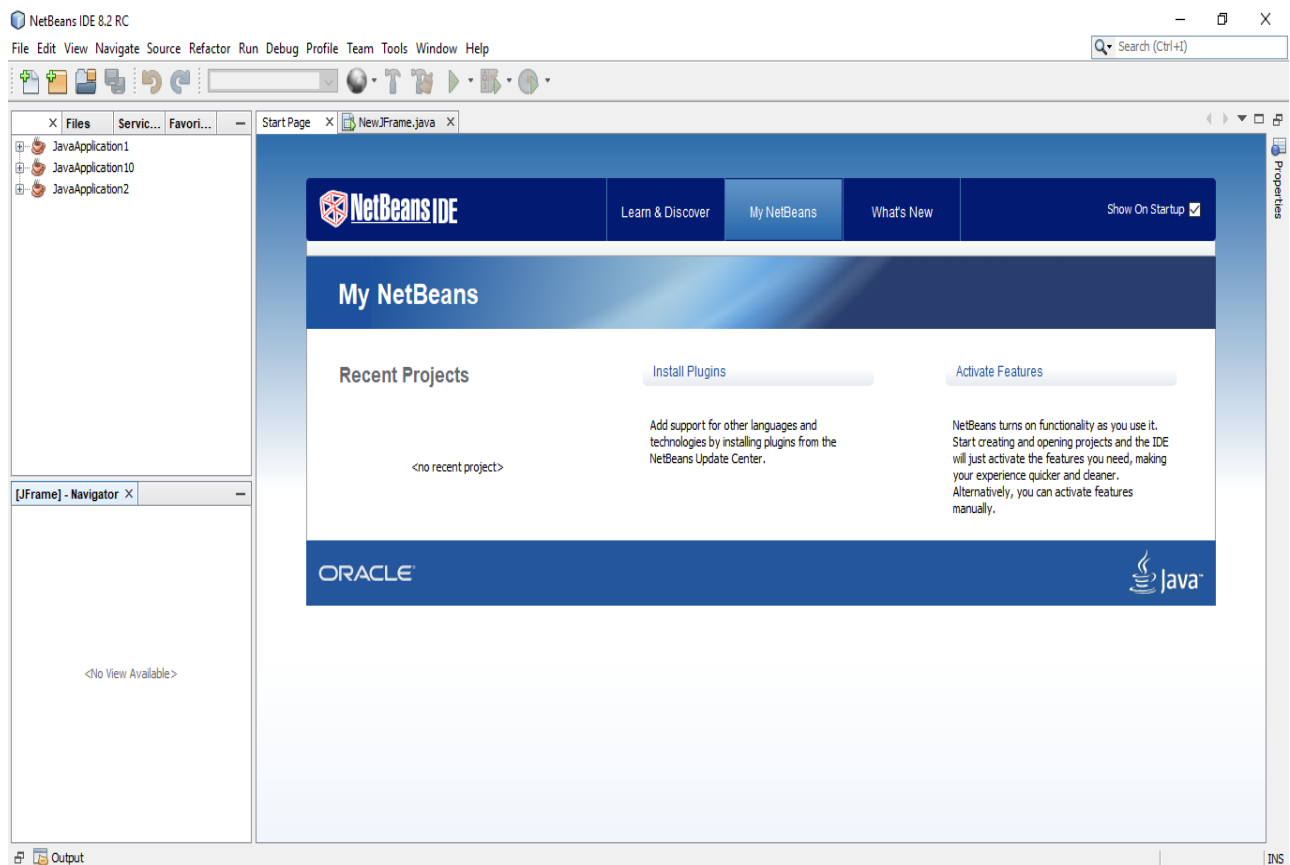 NetBeans IDE 8.2 RC
File Edit View Navigate Source Refactor Run Debug Profile Team Tools Window Help
Search (Ctrl+I)
Files Servic... Favori...
Start Page NewJFrame.java
JavaApplication1
JavaApplication10
JavaApplication2
Properties
NetBeans IDE
Learn & Discover
My NetBeans
What's New
Show On Startup
My NetBeans
Recent Projects
<no recent project>
Install Plugins
Add support for other languages and
technologies by installing plugins from the
NetBeans Update Center.
Activate Features
NetBeans turns on functionality as you use it.
Start creating and opening projects and the IDE
will just activate the features you need, making
your experience quicker and cleaner.
Alternatively, you can activate features
manually.
[JFrame] - Navigator
<No View Available>
ORACLE
Java
Output
INS